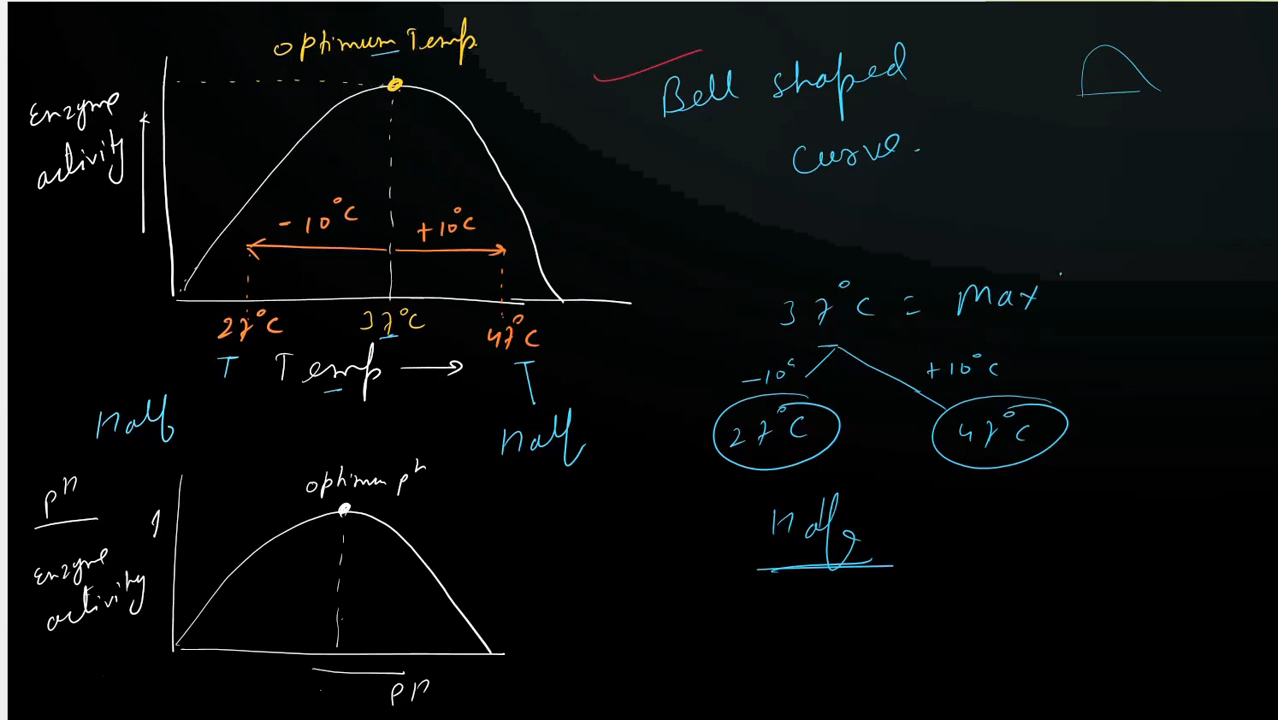 Optimum Temp
Enzyme
activity
-10°C
+10°C
27°C
37°C
47°C
Temp
Half
Half
Bell shaped
curve.
37°C = Max
-10°C
+10°C
27°C
47°C
Half
pH
Enzyme
activity
optimum pH
pH